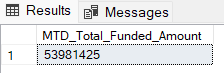 Results Messages
MTD_Total_Funded_Amount
1 53981425